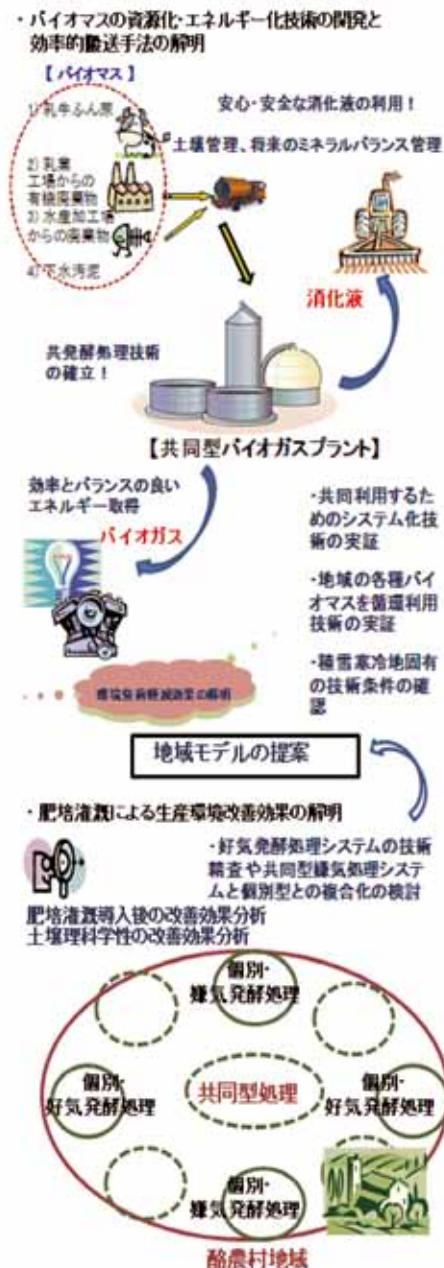 ・バイオマスの資源化・エネルギー化技術の開発と
効率的搬送手法の解明
【バイオマス】
1) 乳牛ふん尿
2) 乳業
工場からの
有機廃棄物
3) 水産加工場
からの廃棄物
4) 下水汚泥
安心・安全な消化液の利用！
土壌管理、将来のミネラルバランス管理
消化液
共発酵処理技術
の確立！
【共同型バイオガスプラント】
効率とバランスの良い
エネルギー取得
バイオガス
・共同利用するた
めのシステム化技
術の実証
・地域の各種バイ
オマスを循環利用
技術の実証
・積雪寒冷地固有
の技術条件の確
認
環境負荷軽減効果の解明
地域モデルの提案
・肥培灌漑による生産環境改善効果の解明
・好気発酵処理システムの技術
精査や共同型嫌気処理システ
ムと個別型との複合化の検討
肥培灌漑導入後の改善効果分析
土壌理科学性の改善効果分析
個別・
嫌気発酵処理
個別・
好気発酵処理
共同型処理
個別・
好気発酵処理
個別・
嫌気発酵処理
酪農村地域